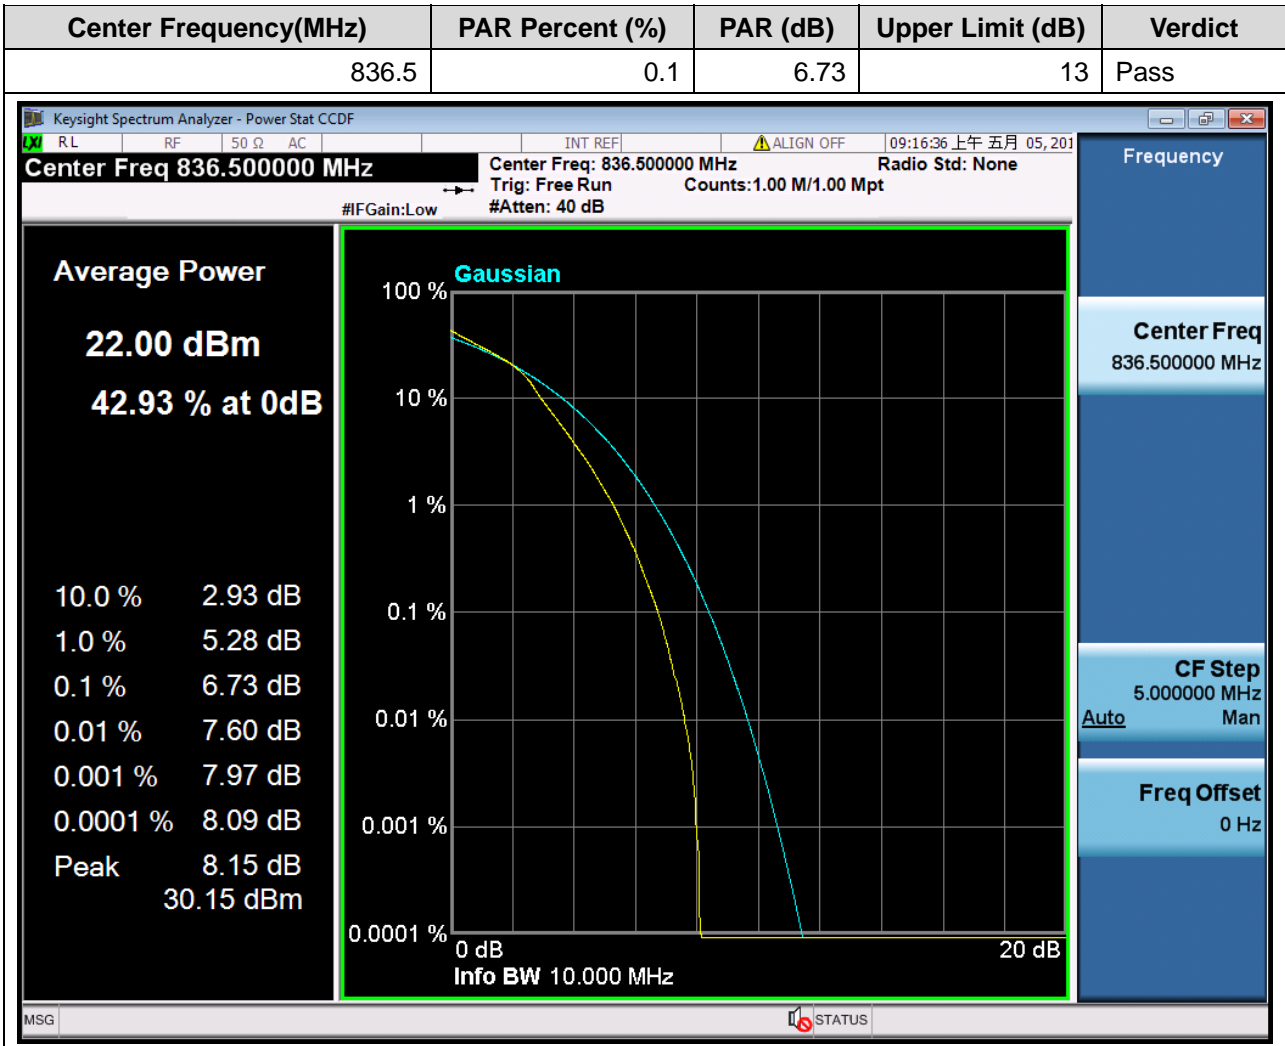 Center Frequency(MHz) PAR Percent (%) PAR (dB) Upper Limit (dB) Verdict
836.5 0.1 6.73 13 Pass
Keysight Spectrum Analyzer - Power Stat CCDF
LXI RL RF 50 Ω AC INT REF ALIGN OFF 09:16:36 上午 五月 05, 201
Center Freq 836.500000 MHz
Center Freq: 836.500000 MHz Radio Std: None
Trig: Free Run Counts:1.00 M/1.00 Mpt
#IFGain:Low #Atten: 40 dB
Average Power
22.00 dBm
42.93 % at 0dB
10.0 % 2.93 dB
1.0 % 5.28 dB
0.1 % 6.73 dB
0.01 % 7.60 dB
0.001 % 7.97 dB
0.0001 % 8.09 dB
Peak 8.15 dB
30.15 dBm
Gaussian
100 %
10 %
1 %
0.1 %
0.01 %
0.001 %
0.0001 %
0 dB 20 dB
Info BW 10.000 MHz
Frequency
Center Freq
836.500000 MHz
CF Step
5.000000 MHz
Auto Man
Freq Offset
0 Hz
MSG STATUS